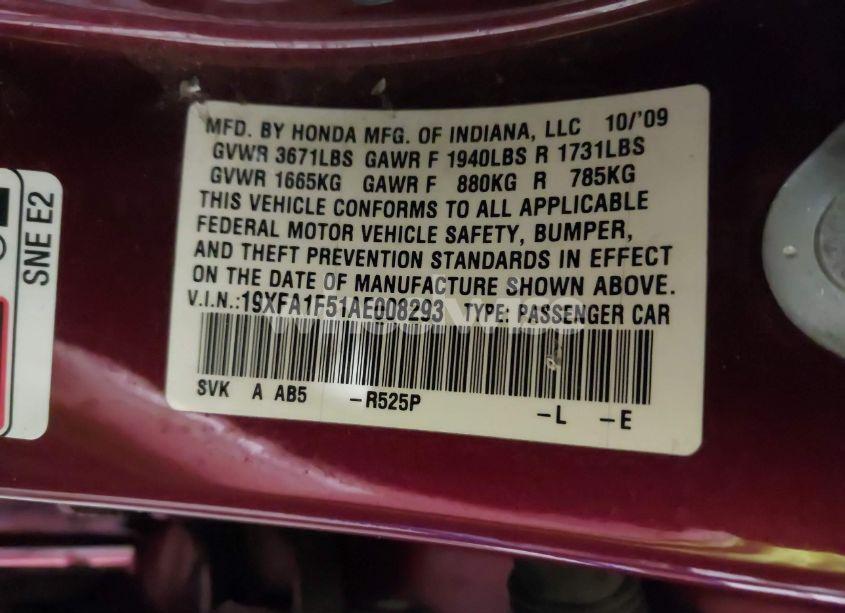 MFD. BY HONDA MFG. OF INDIANA, LLC 10/'09
GVWR 3671LBS GAWR F 1940LBS R 1731LBS
GVWR 1665KG GAWR F 880KG R 785KG
THIS VEHICLE CONFORMS TO ALL APPLICABLE
FEDERAL MOTOR VEHICLE SAFETY, BUMPER,
AND THEFT PREVENTION STANDARDS IN EFFECT
ON THE DATE OF MANUFACTURE SHOWN ABOVE.
V.I.N.:19XFA1F51AE008293 TYPE: PASSENGER CAR
SVK A AB5 -R525P -L -E
SNE E2